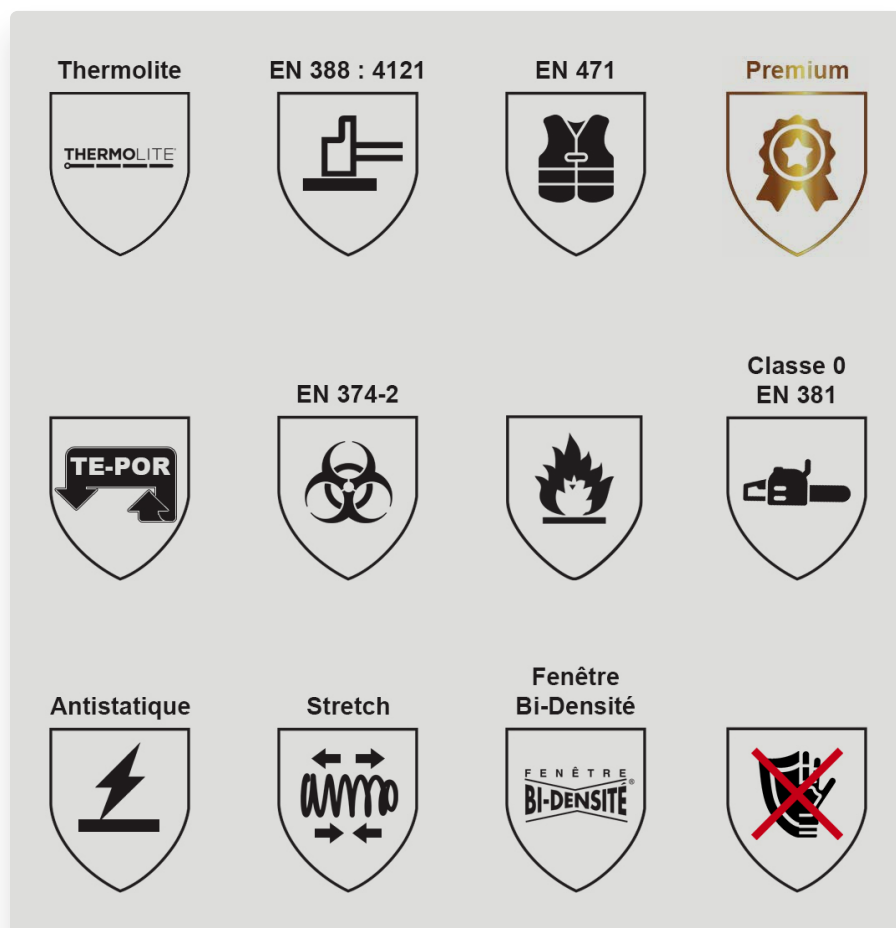 Thermolite
EN 388 : 4121
EN 471
Premium
THERMOLITE
Classe 0
EN 381
EN 374-2
TE-POR
Antistatique
Stretch
Fenêtre
Bi-Densité
FENÊTRE
BI-DENSITÉ®